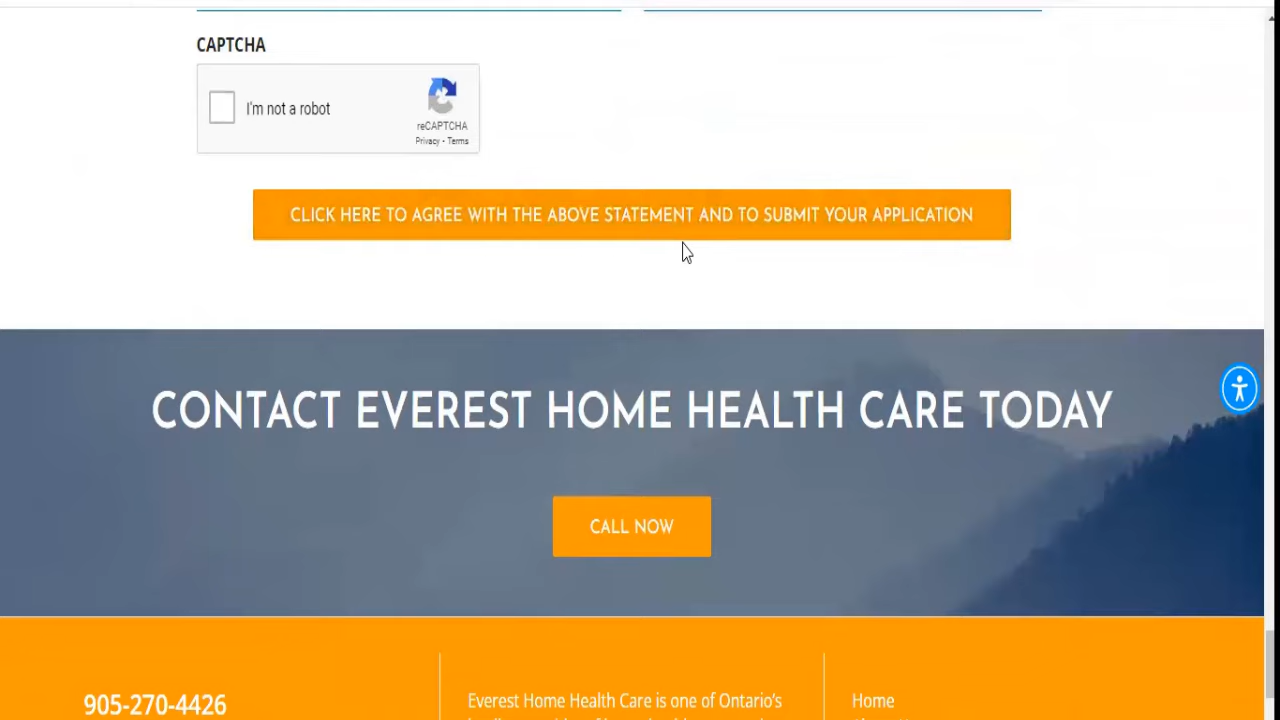 CAPTCHA
I'm not a robot
reCAPTCHA
Privacy - Terms
CLICK HERE TO AGREE WITH THE ABOVE STATEMENT AND TO SUBMIT YOUR APPLICATION
CONTACT EVEREST HOME HEALTH CARE TODAY
CALL NOW
905-270-4426
Everest Home Health Care is one of Ontario's
Home